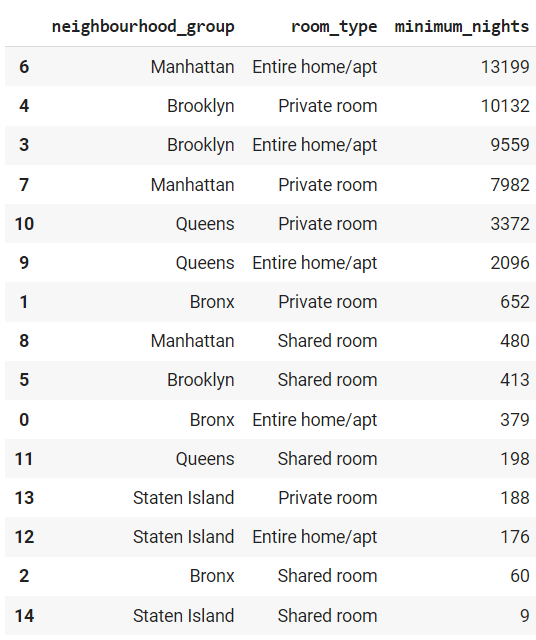 neighbourhood_group room_type minimum_nights
6 Manhattan Entire home/apt 13199
4 Brooklyn Private room 10132
3 Brooklyn Entire home/apt 9559
7 Manhattan Private room 7982
10 Queens Private room 3372
9 Queens Entire home/apt 2096
1 Bronx Private room 652
8 Manhattan Shared room 480
5 Brooklyn Shared room 413
0 Bronx Entire home/apt 379
11 Queens Shared room 198
13 Staten Island Private room 188
12 Staten Island Entire home/apt 176
2 Bronx Shared room 60
14 Staten Island Shared room 9